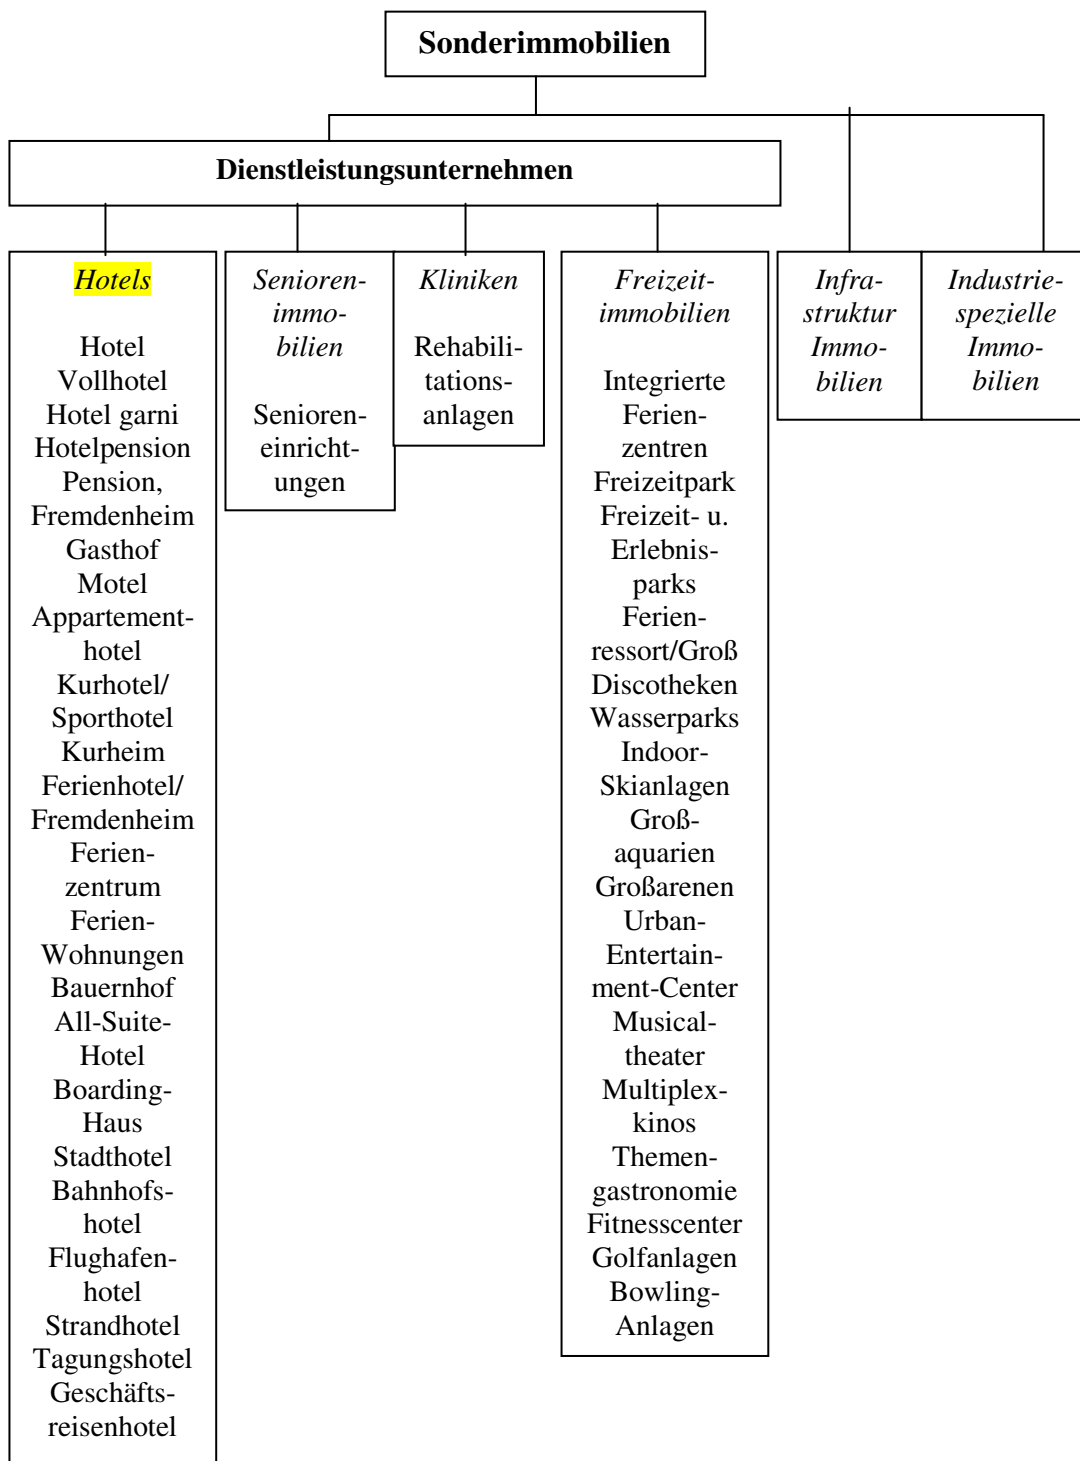 Sonderimmobilien
Dienstleistungsunternehmen
Hotels
Hotel
Vollhotel
Hotel garni
Hotelpension
Pension,
Fremdenheim
Gasthof
Motel
Appartement-
hotel
Kurhotel/
Sporthotel
Kurheim
Ferienhotel/
Fremdenheim
Ferien-
zentrum
Ferien-
Wohnungen
Bauernhof
All-Suite-
Hotel
Boarding-
Haus
Stadthotel
Bahnhofs-
hotel
Flughafen-
hotel
Strandhotel
Tagungshotel
Geschäfts-
reisenhotel
Senioren-
immo-
bilien
Senioren-
einricht-
ungen
Kliniken
Rehabili-
tations-
anlagen
Freizeit-
immobilien
Integrierte
Ferien-
zentren
Freizeitpark
Freizeit- u.
Erlebnis-
parks
Ferien-
ressort/Groß
Discotheken
Wasserparks
Indoor-
Skianlagen
Groß-
aquarien
Großarenen
Urban-
Entertain-
ment-Center
Musical-
theater
Multiplex-
kinos
Themen-
gastronomie
Fitnesscenter
Golfanlagen
Bowling-
Anlagen
Infra-
struktur
Immo-
bilien
Industrie-
spezielle
Immo-
bilien